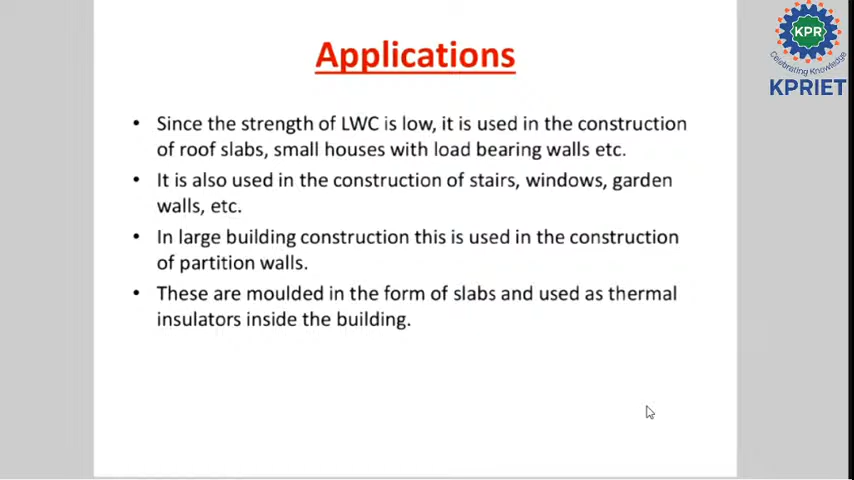 Applications
KPR
Celebrating Knowledge
KPRIET
• Since the strength of LWC is low, it is used in the construction
of roof slabs, small houses with load bearing walls etc.
• It is also used in the construction of stairs, windows, garden
walls, etc.
• In large building construction this is used in the construction
of partition walls.
• These are moulded in the form of slabs and used as thermal
insulators inside the building.